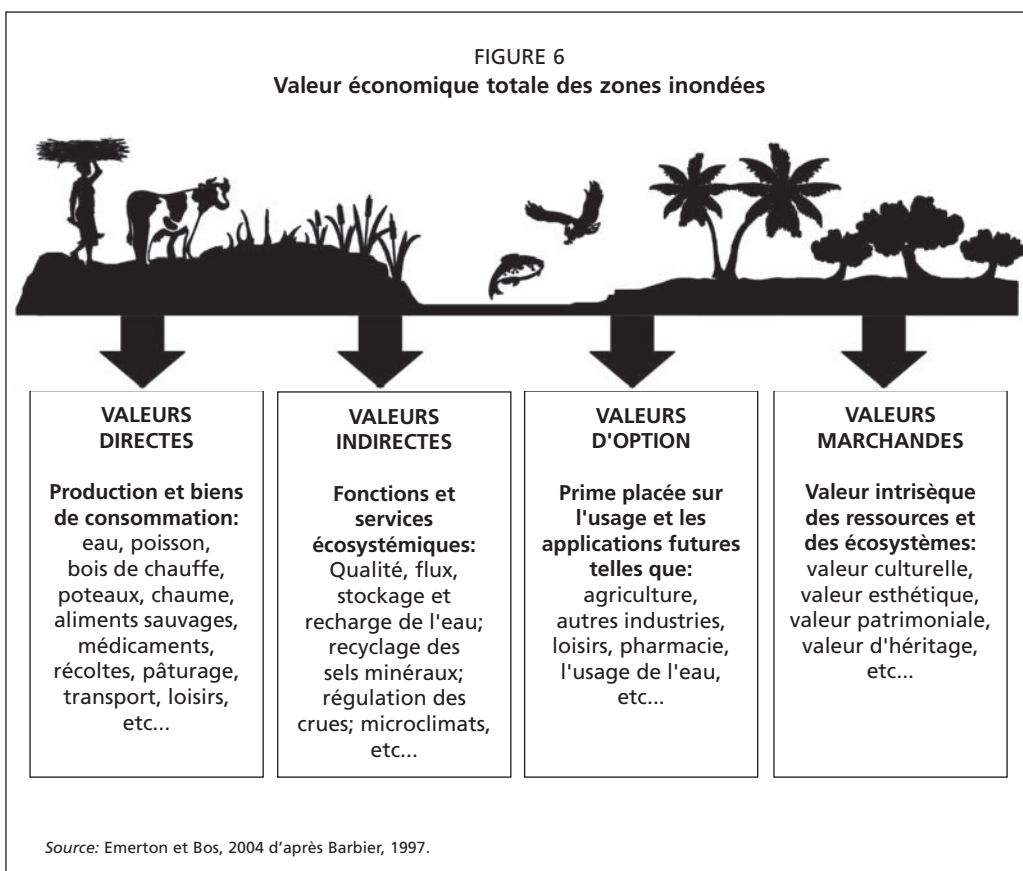 FIGURE 6
Valeur économique totale des zones inondées
VALEURS
DIRECTES
Production et biens
de consommation:
eau, poisson,
bois de chauffe,
poteaux, chaume,
aliments sauvages,
médicaments,
récoltes, pâturage,
transport, loisirs,
etc...
VALEURS
INDIRECTES
Fonctions et
services
écosystémiques:
Qualité, flux,
stockage et
recharge de l'eau;
recyclage des
sels minéraux;
régulation des
crues; microclimats,
etc...
VALEURS
D'OPTION
Prime placée sur
l'usage et les
applications futures
telles que:
agriculture,
autres industries,
loisirs, pharmacie,
l'usage de l'eau,
etc...
VALEURS
MARCHANDES
Valeur intrisèque
des ressources et
des écosystèmes:
valeur culturelle,
valeur esthétique,
valeur patrimoniale,
valeur d'héritage,
etc...
Source: Emerton et Bos, 2004 d’après Barbier, 1997.